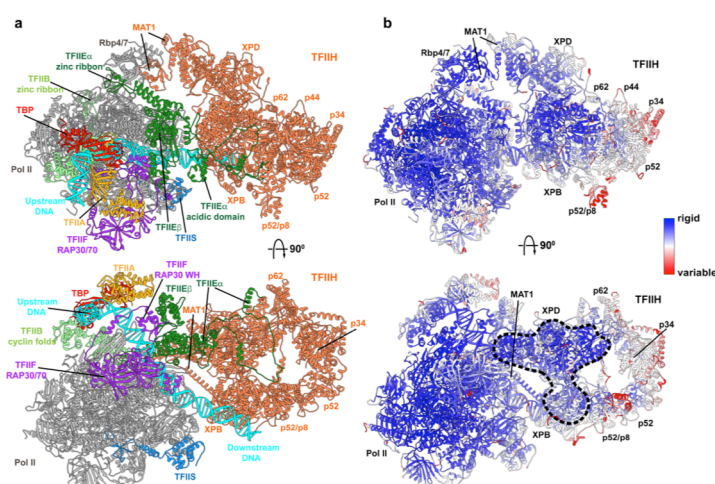 a
MAT1
Rbp4/7
XPD
TFIIH
TFIIEα
zinc ribbon
TFIIB
zinc ribbon
p62
p44
p34
TBP
Pol II
Upstream
DNA
TFIIA
TFIIF
RAP30/70
TFIIEβ
TFIIS
TFIIEα
acidic domain
XPB
p52/p8
p52
90º
TFIIA
TFIIF
RAP30 WH
TFIIEβ
TFIIEα
p62
TFIIH
TBP
Upstream
DNA
MAT1
p34
TFIIB
cyclin folds
TFIIF
RAP30/70
XPB
p52
p52/p8
Downstream
DNA
Pol II
TFIIS
b
MAT1
Rbp4/7
XPD
TFIIH
p62
p44
p34
p52
XPB
Pol II
p52/p8
90º
rigid
variable
MAT1
XPD
p62
TFIIH
p34
XPB
p52
p52/p8
Pol II